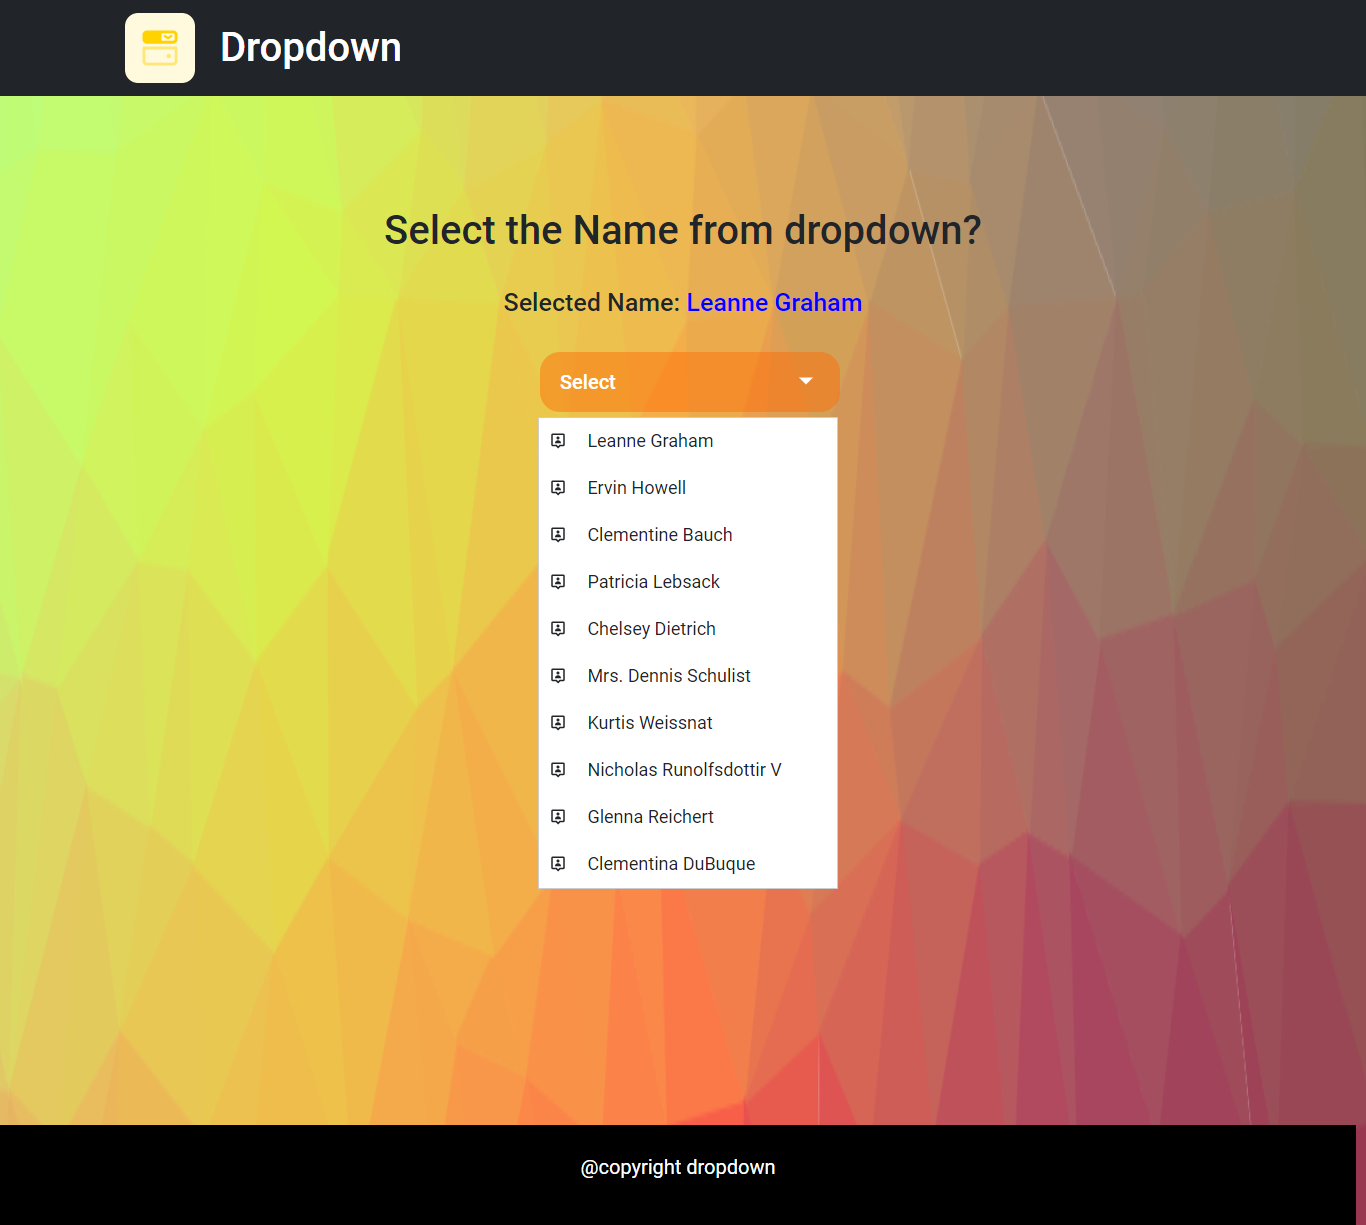 Dropdown
Select the Name from dropdown?
Selected Name: Leanne Graham
Select
Leanne Graham
Ervin Howell
Clementine Bauch
Patricia Lebsack
Chelsey Dietrich
Mrs. Dennis Schulist
Kurtis Weissnat
Nicholas Runolfsdottir V
Glenna Reichert
Clementina DuBuque
@copyright dropdown